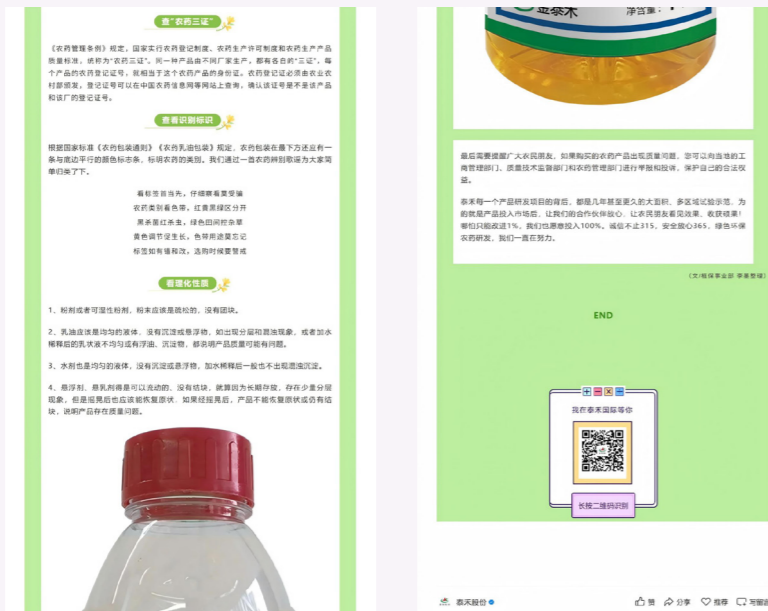 查“农药三证”
《农药管理条例》规定，国家实行农药登记制度、农药生产许可制度和农药生产产品
质量标准，统称为“农药三证”。同一种产品由不同厂家生产，都有各自的“三证”，每
个产品的农药登记证号，就相当于这个农药产品的身份证。农药登记证必须由农业农
村部颁发，登记证号可以在中国农药信息网等网站上查询，确认该证号是不是该产品
和该厂的登记证号。
查看识别标识
根据国家标准《农药包装通则》《农药乳油包装》规定，农药包装在最下方还应有一
条与底边平行的颜色标志条，标明农药的类别。我们通过一首农药辨别歌谣为大家简
单归类了下。
看标签首当先，仔细察看莫受骗
农药类别看色带，红黄黑绿区分开
黑杀菌红杀虫，绿色田间控杂草
黄色调节促生长，色带用途莫忘记
标签如有错和改，选购时候要警戒
看理化性质
1、粉剂或者可湿性粉剂，粉末应该是疏松的，没有团块。
2、乳油应该是均匀的液体，没有沉淀或悬浮物，如出现分层和混浊现象，或者加水
稀释后的乳状液不均匀或有浮油、沉淀物，都说明产品质量可能有问题。
3、水剂也是均匀的液体，没有沉淀或悬浮物，加水稀释后一般也不出现混浊沉淀。
4、悬浮剂、悬乳剂得是可以流动的，没有结块，就算因为长期存放，存在少量分层
现象，但是摇晃后也应该能恢复原状，如果经摇晃后，产品不能恢复原状或仍有结
块，说明产品存在质量问题。
金泰禾
净含量：
最后需要提醒广大农民朋友，如果购买的农药产品出现质量问题，您可以向当地的工
商管理部门、质量技术监督部门和农药管理部门进行举报和投诉，保护自己的合法权
益。
泰禾每一个产品研发项目的背后，都是几年甚至更久的大面积、多区域试验示范，为
的就是产品投入市场后，让我们的合作伙伴放心，让农民朋友看见效果，收获硕果！
哪怕只能改进1%，我们也愿意投入100%。诚信不止315，安全放心365，绿色环保
农药研发，我们一直在努力。
（文/植保事业部 李基管理）
END
我在泰禾国际等你
长按二维码识别
泰禾股份
赞
分享
推荐
写留言